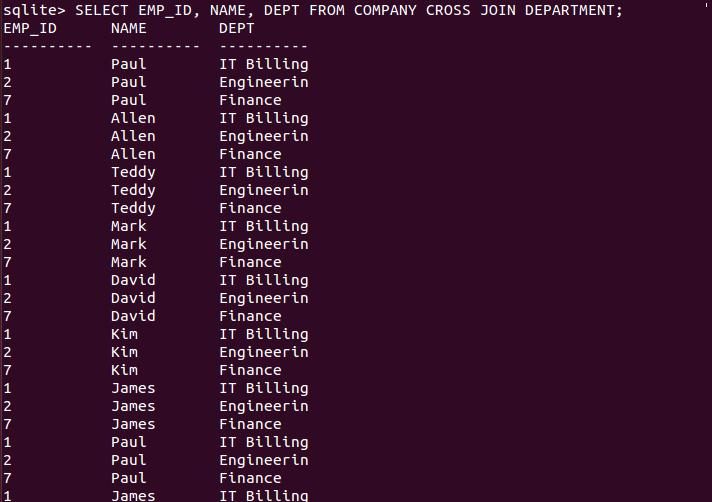 sqlite> SELECT EMP_ID, NAME, DEPT FROM COMPANY CROSS JOIN DEPARTMENT;
EMP_ID      NAME        DEPT
----------  ----------  ----------
1           Paul        IT Billing
2           Paul        Engineerin
7           Paul        Finance
1           Allen       IT Billing
2           Allen       Engineerin
7           Allen       Finance
1           Teddy       IT Billing
2           Teddy       Engineerin
7           Teddy       Finance
1           Mark        IT Billing
2           Mark        Engineerin
7           Mark        Finance
1           David       IT Billing
2           David       Engineerin
7           David       Finance
1           Kim         IT Billing
2           Kim         Engineerin
7           Kim         Finance
1           James       IT Billing
2           James       Engineerin
7           James       Finance
1           Paul        IT Billing
2           Paul        Engineerin
7           Paul        Finance
1           James       IT Billing